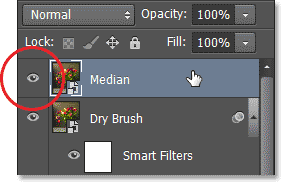 Normal Opacity: 100%
Lock: Fill: 100%
Median
Dry Brush
Smart Filters